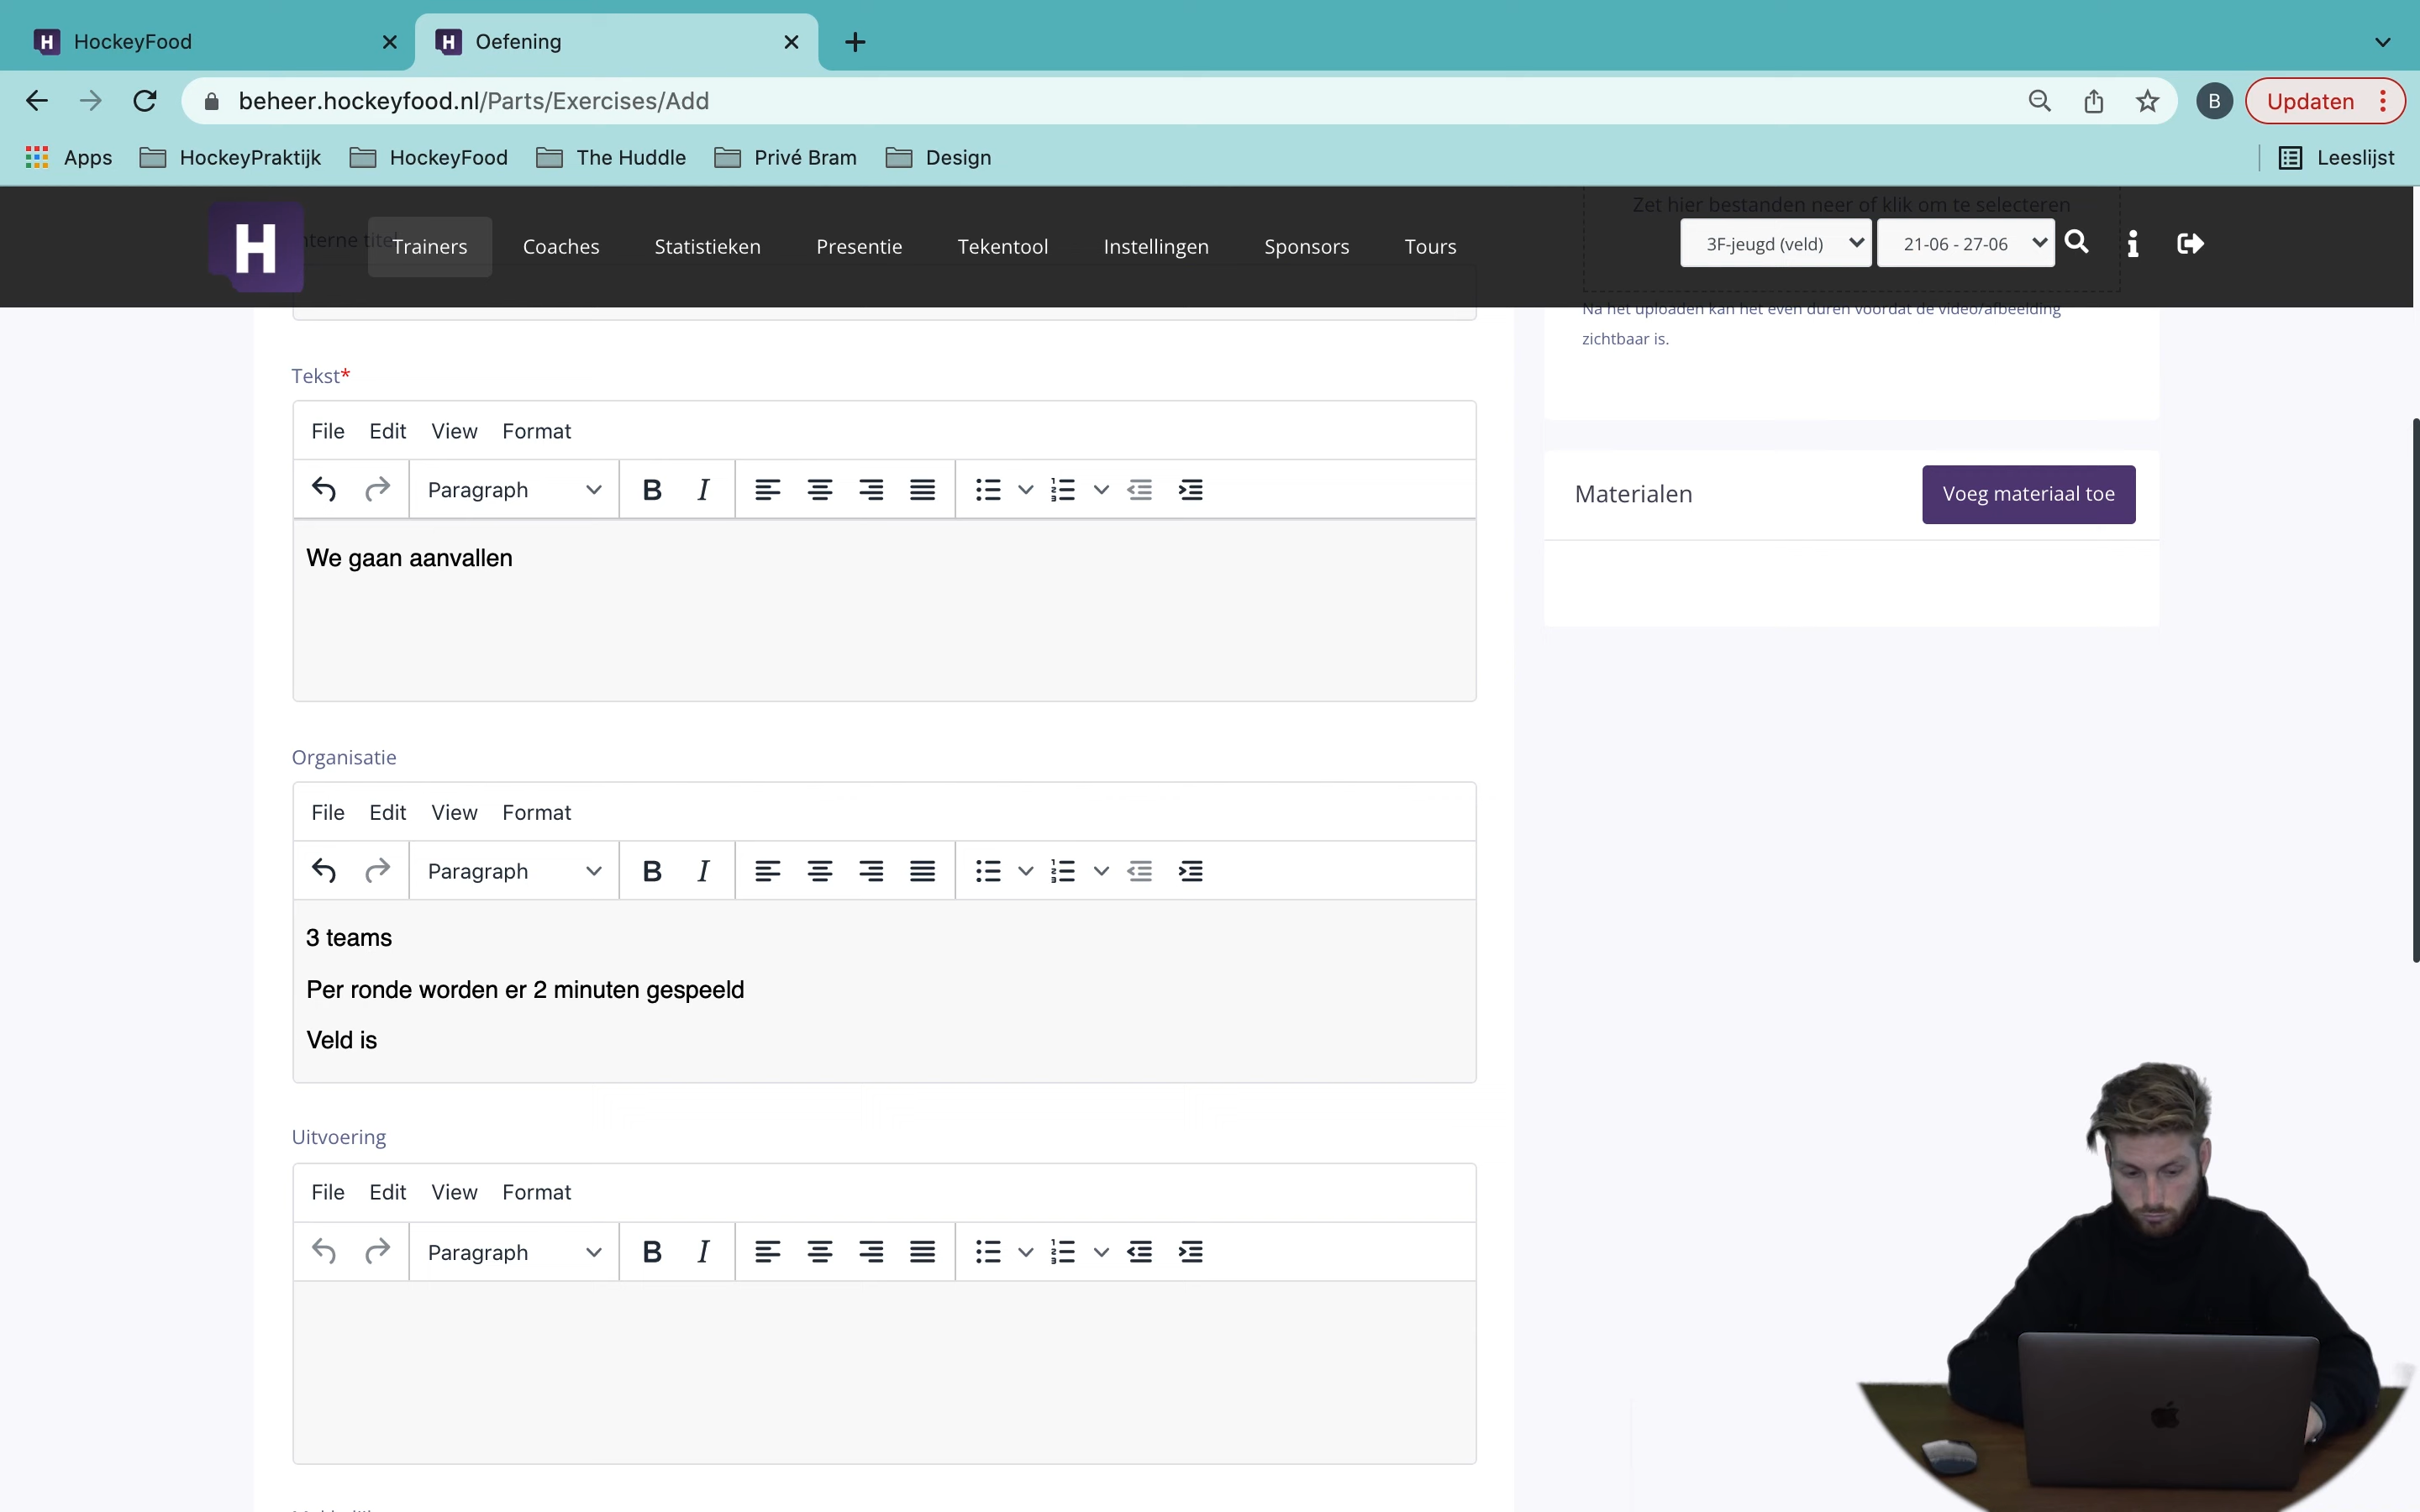 H HockeyFood
H Oefening
beheer.hockeyfood.nl/Parts/Exercises/Add
B Updaten
Apps HockeyPraktijk HockeyFood The Huddle Privé Bram Design Leeslijst
Zet hier bestanden neer of klik om te selecteren
H Trainers Coaches Statistieken Presentie Tekentool Instellingen Sponsors Tours 3F-jeugd (veld) 21-06 - 27-06
Na het uploaden kan het even duren voordat de video/afbeelding
zichtbaar is.
Tekst*
File Edit View Format
Paragraph B I
We gaan aanvallen
Materialen Voeg materiaal toe
Organisatie
File Edit View Format
Paragraph B I
3 teams
Per ronde worden er 2 minuten gespeeld
Veld is
Uitvoering
File Edit View Format
Paragraph B I